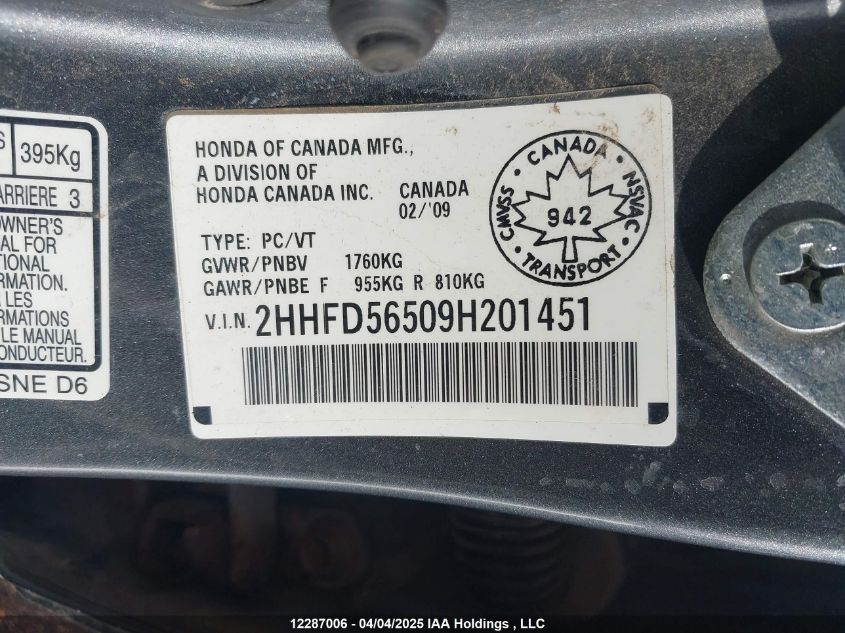 S
395Kg
ARRIERE 3
OWNER'S
AL FOR
TIONAL
RMATION.
LES
RMATIONS
LE MANUAL
CONDUCTEUR.
SNE D6
HONDA OF CANADA MFG.,
A DIVISION OF
HONDA CANADA INC. CANADA
02/'09
TYPE: PC/VT
GVWR/PNBV 1760KG
GAWR/PNBE F 955KG R 810KG
V.I.N. 2HHFD56509H201451
CANADA
CMVSS 942 NSVAC
TRANSPORT
12287006 - 04/04/2025 IAA Holdings , LLC